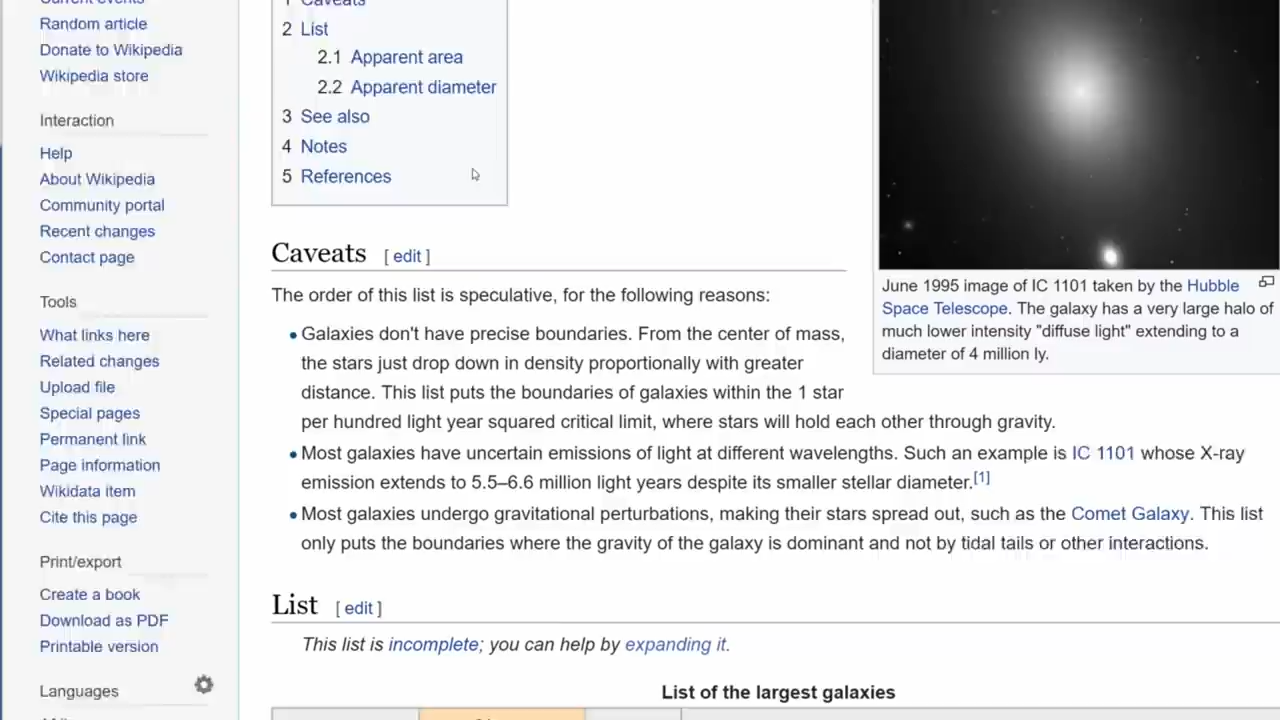 Current events
Random article
Donate to Wikipedia
Wikipedia store
Interaction
Help
About Wikipedia
Community portal
Recent changes
Contact page
Tools
What links here
Related changes
Upload file
Special pages
Permanent link
Page information
Wikidata item
Cite this page
Print/export
Create a book
Download as PDF
Printable version
Languages
1 Caveats
2 List
2.1 Apparent area
2.2 Apparent diameter
3 See also
4 Notes
5 References
June 1995 image of IC 1101 taken by the Hubble
Space Telescope. The galaxy has a very large halo of
much lower intensity "diffuse light" extending to a
diameter of 4 million ly.
Caveats [ edit ]
The order of this list is speculative, for the following reasons:
• Galaxies don't have precise boundaries. From the center of mass,
the stars just drop down in density proportionally with greater
distance. This list puts the boundaries of galaxies within the 1 star
per hundred light year squared critical limit, where stars will hold each other through gravity.
• Most galaxies have uncertain emissions of light at different wavelengths. Such an example is IC 1101 whose X-ray
emission extends to 5.5–6.6 million light years despite its smaller stellar diameter.[1]
• Most galaxies undergo gravitational perturbations, making their stars spread out, such as the Comet Galaxy. This list
only puts the boundaries where the gravity of the galaxy is dominant and not by tidal tails or other interactions.
List [ edit ]
This list is incomplete; you can help by expanding it.
List of the largest galaxies